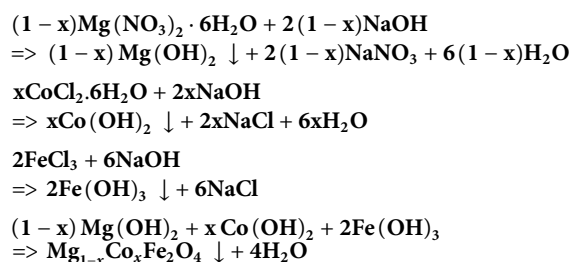 (1−x)Mg(NO₃)₂ · 6H₂O + 2(1−x)NaOH
=> (1−x) Mg(OH)₂ ↓ + 2(1−x)NaNO₃ + 6(1−x)H₂O
xCoCl₂.6H₂O + 2xNaOH
=> xCo(OH)₂ ↓ + 2xNaCl + 6xH₂O
2FeCl₃ + 6NaOH
=> 2Fe(OH)₃ ↓ + 6NaCl
(1−x) Mg(OH)₂ + x Co(OH)₂ + 2Fe(OH)₃
=> Mg₁₋ₓCoₓFe₂O₄ ↓ + 4H₂O